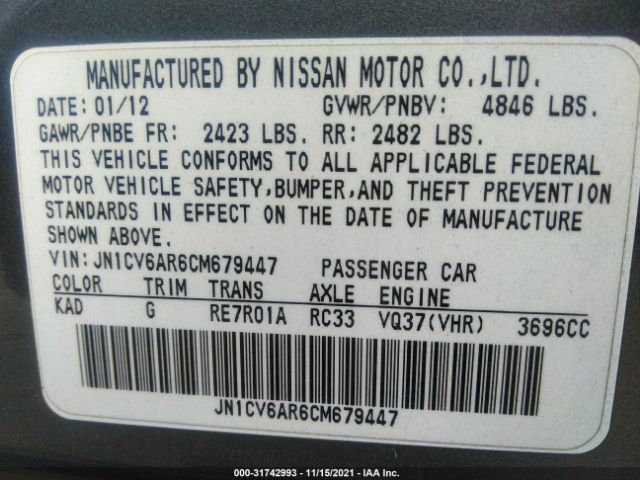 MANUFACTURED BY NISSAN MOTOR CO.,LTD.
DATE: 01/12 GVWR/PNBV: 4846 LBS.
GAWR/PNBE FR: 2423 LBS. RR: 2482 LBS.
THIS VEHICLE CONFORMS TO ALL APPLICABLE FEDERAL
MOTOR VEHICLE SAFETY,BUMPER,AND THEFT PREVENTION
STANDARDS IN EFFECT ON THE DATE OF MANUFACTURE
SHOWN ABOVE.
VIN: JN1CV6AR6CM679447 PASSENGER CAR
COLOR TRIM TRANS AXLE ENGINE
KAD G RE7R01A RC33 VQ37(VHR) 3696CC
JN1CV6AR6CM679447
000-31742993 - 11/15/2021 - IAA Inc.